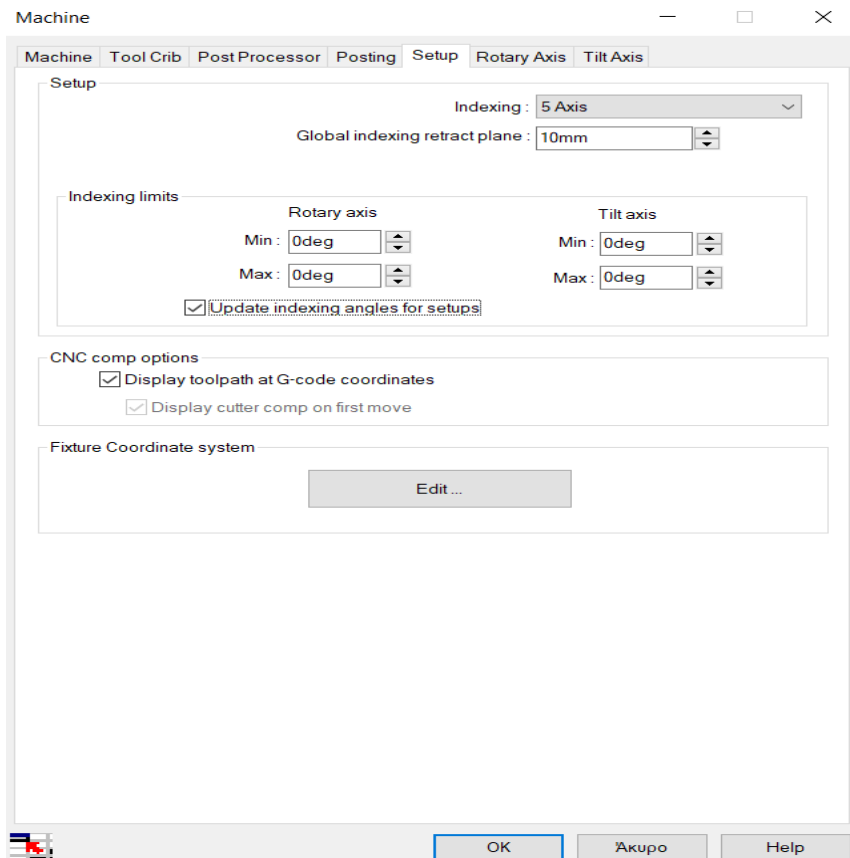 Machine
Machine Tool Crib Post Processor Posting Setup Rotary Axis Tilt Axis
Setup
Indexing : 5 Axis
Global indexing retract plane : 10mm
Indexing limits
Rotary axis Tilt axis
Min : 0deg Min : 0deg
Max : 0deg Max : 0deg
Update indexing angles for setups
CNC comp options
Display toolpath at G-code coordinates
Display cutter comp on first move
Fixture Coordinate system
Edit ...
OK Άκυρο Help